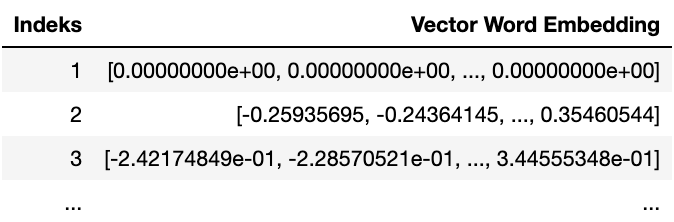 Indeks Vector Word Embedding
1 [0.00000000e+00, 0.00000000e+00, ..., 0.00000000e+00]
2 [-0.25935695, -0.24364145, ..., 0.35460544]
3 [-2.42174849e-01, -2.28570521e-01, ..., 3.44555348e-01]
... ...